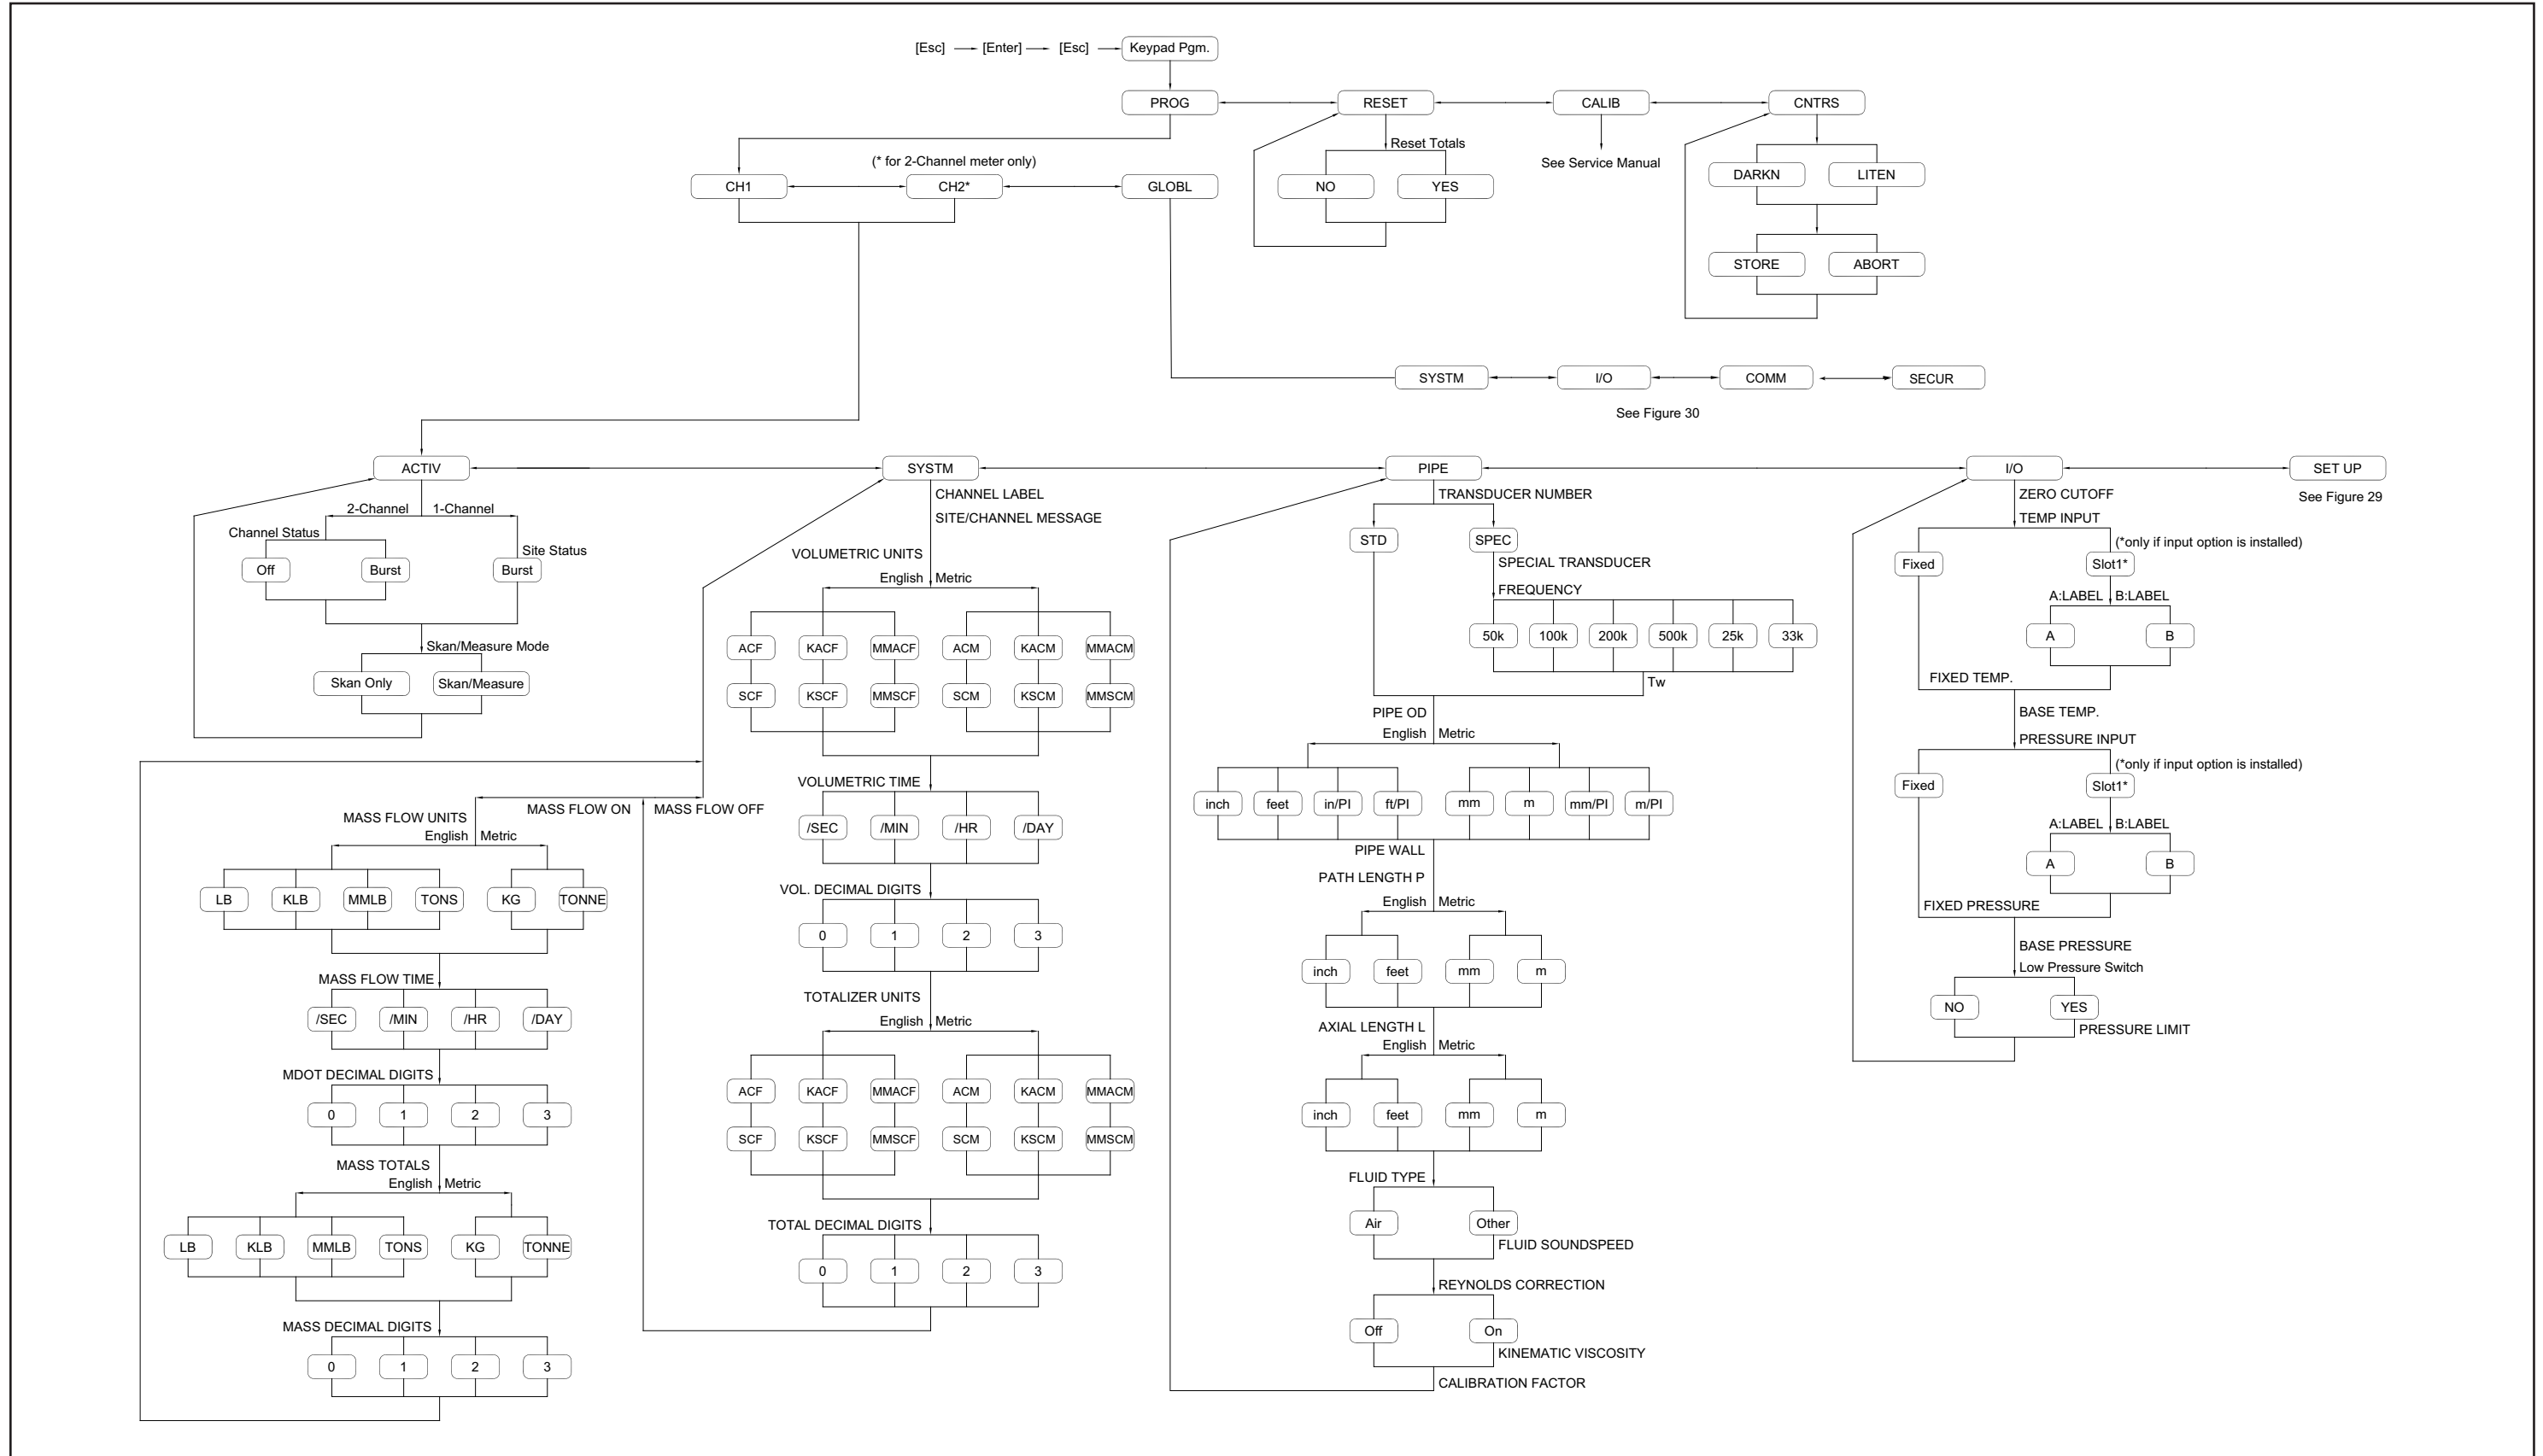 [Esc] [Enter] [Esc] Keypad Pgm.
PROG RESET CALIB CNTRS
Reset Totals
(* for 2-Channel meter only)
See Service Manual
CH1 CH2* GLOBL
NO YES
DARKN LITEN
STORE ABORT
SYSTM I/O COMM SECUR
See Figure 30
ACTIV SYSTM PIPE I/O SET UP
See Figure 29
2-Channel 1-Channel
Channel Status
Site Status
Off Burst Burst
Skan/Measure Mode
Skan Only Skan/Measure
CHANNEL LABEL
SITE/CHANNEL MESSAGE
VOLUMETRIC UNITS
English Metric
ACF KACF MMACF ACM KACM MMACM
SCF KSCF MMSCF SCM KSCM MMSCM
VOLUMETRIC TIME
/SEC /MIN /HR /DAY
VOL. DECIMAL DIGITS
0 1 2 3
TOTALIZER UNITS
English Metric
ACF KACF MMACF ACM KACM MMACM
SCF KSCF MMSCF SCM KSCM MMSCM
TOTAL DECIMAL DIGITS
0 1 2 3
MASS FLOW ON MASS FLOW OFF
MASS FLOW UNITS
English Metric
LB KLB MMLB TONS KG TONNE
MASS FLOW TIME
/SEC /MIN /HR /DAY
MDOT DECIMAL DIGITS
0 1 2 3
MASS TOTALS
English Metric
LB KLB MMLB TONS KG TONNE
MASS DECIMAL DIGITS
0 1 2 3
TRANSDUCER NUMBER
STD SPEC
SPECIAL TRANSDUCER
FREQUENCY
50k 100k 200k 500k 25k 33k
Tw
PIPE OD
English Metric
inch feet in/PI ft/PI mm m mm/PI m/PI
PIPE WALL
PATH LENGTH P
English Metric
inch feet mm m
AXIAL LENGTH L
English Metric
inch feet mm m
FLUID TYPE
Air Other
FLUID SOUNDSPEED
REYNOLDS CORRECTION
Off On
KINEMATIC VISCOSITY
CALIBRATION FACTOR
ZERO CUTOFF
TEMP INPUT
(*only if input option is installed)
Fixed Slot1*
A:LABEL B:LABEL
A B
FIXED TEMP.
BASE TEMP.
PRESSURE INPUT
(*only if input option is installed)
Fixed Slot1*
A:LABEL B:LABEL
A B
FIXED PRESSURE
BASE PRESSURE
Low Pressure Switch
NO YES
PRESSURE LIMIT